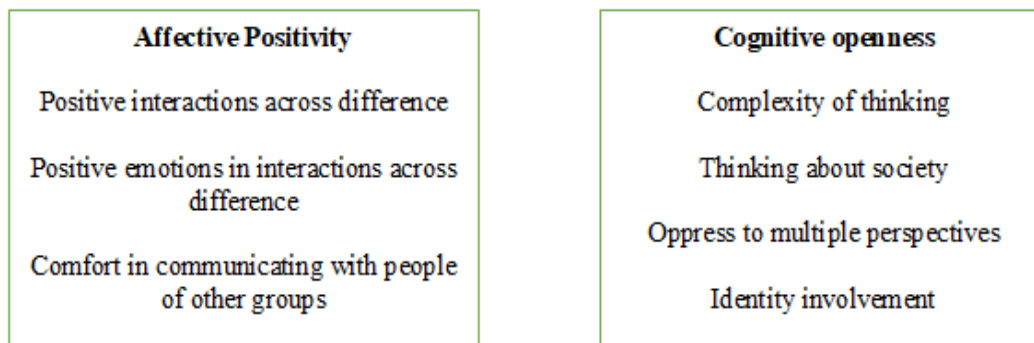 Affective Positivity
Positive interactions across difference
Positive emotions in interactions across
difference
Comfort in communicating with people
of other groups
Cognitive openness
Complexity of thinking
Thinking about society
Oppress to multiple perspectives
Identity involvement